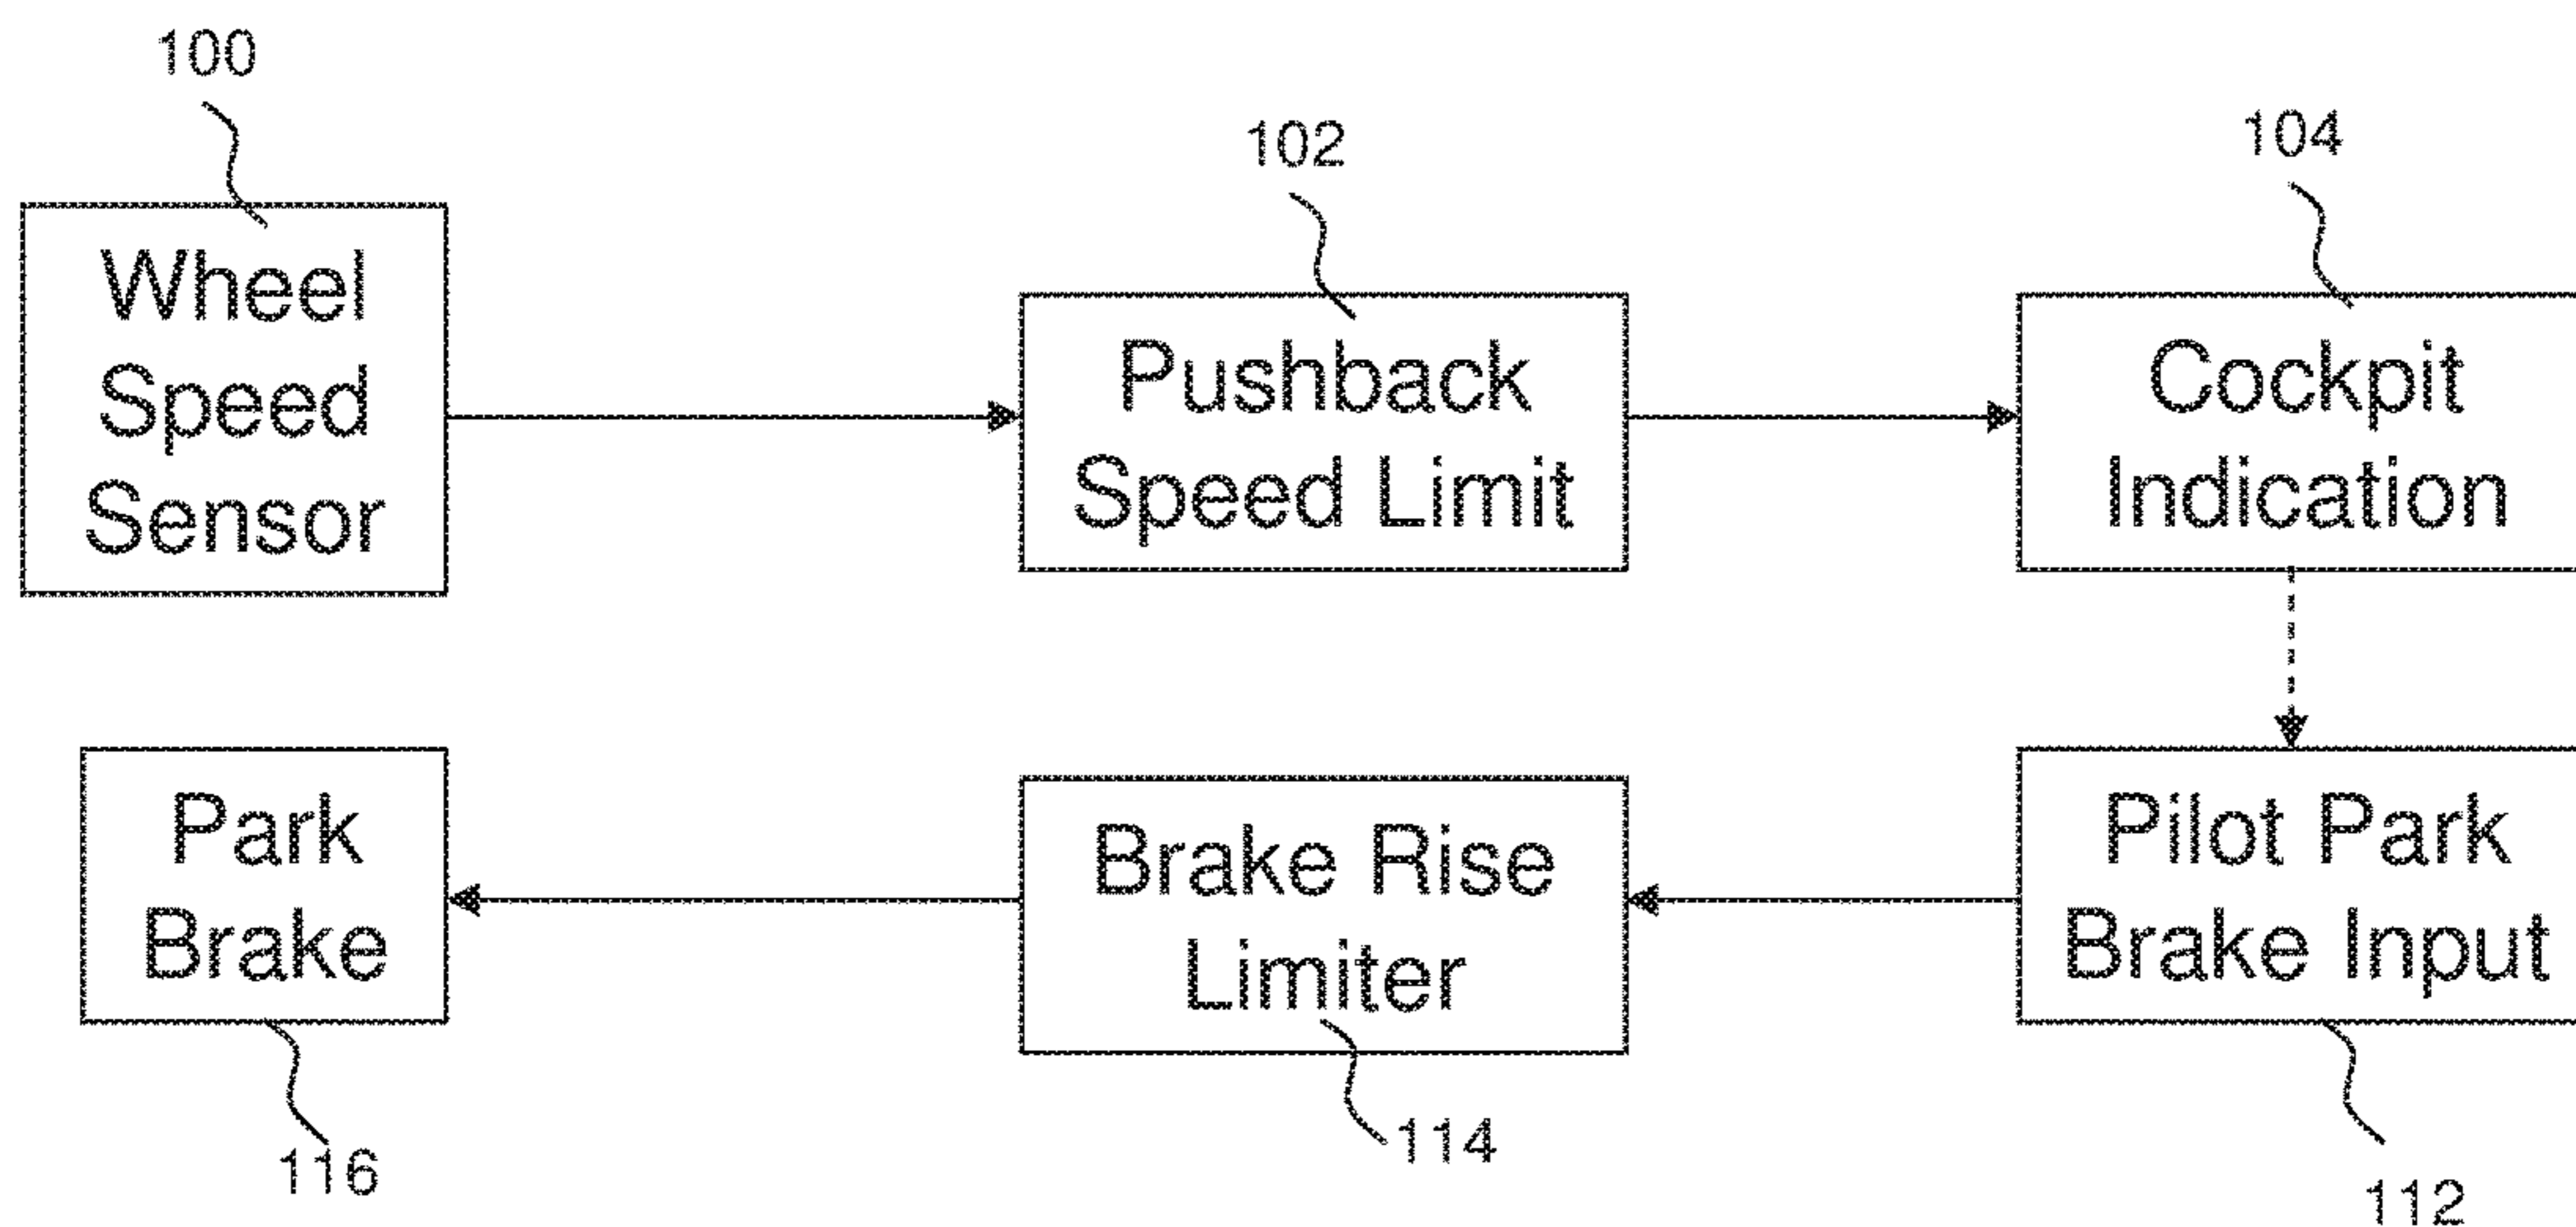 100
102
104
Wheel
Speed
Sensor
Pushback
Speed Limit
Cockpit
Indication
Park
Brake
Brake Rise
Limiter
Pilot Park
Brake Input
116
114
112